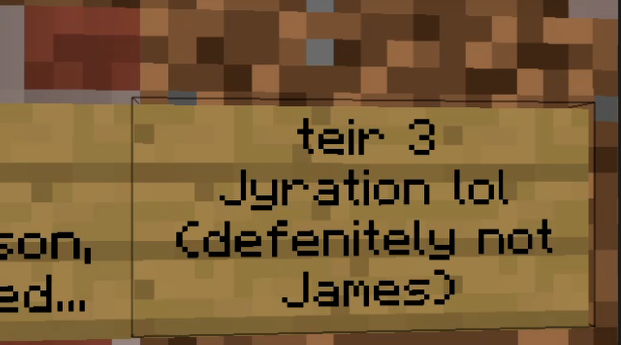 son,
ed...
teir 3
Jyration lol
(defenitely not
James)